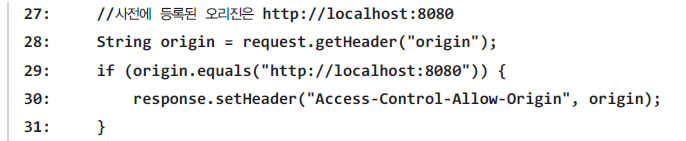 27: //사전에 등록된 오리진은 http://localhost:8080
28: String origin = request.getHeader("origin");
29: if (origin.equals("http://localhost:8080")) {
30: response.setHeader("Access-Control-Allow-Origin", origin);
31: }